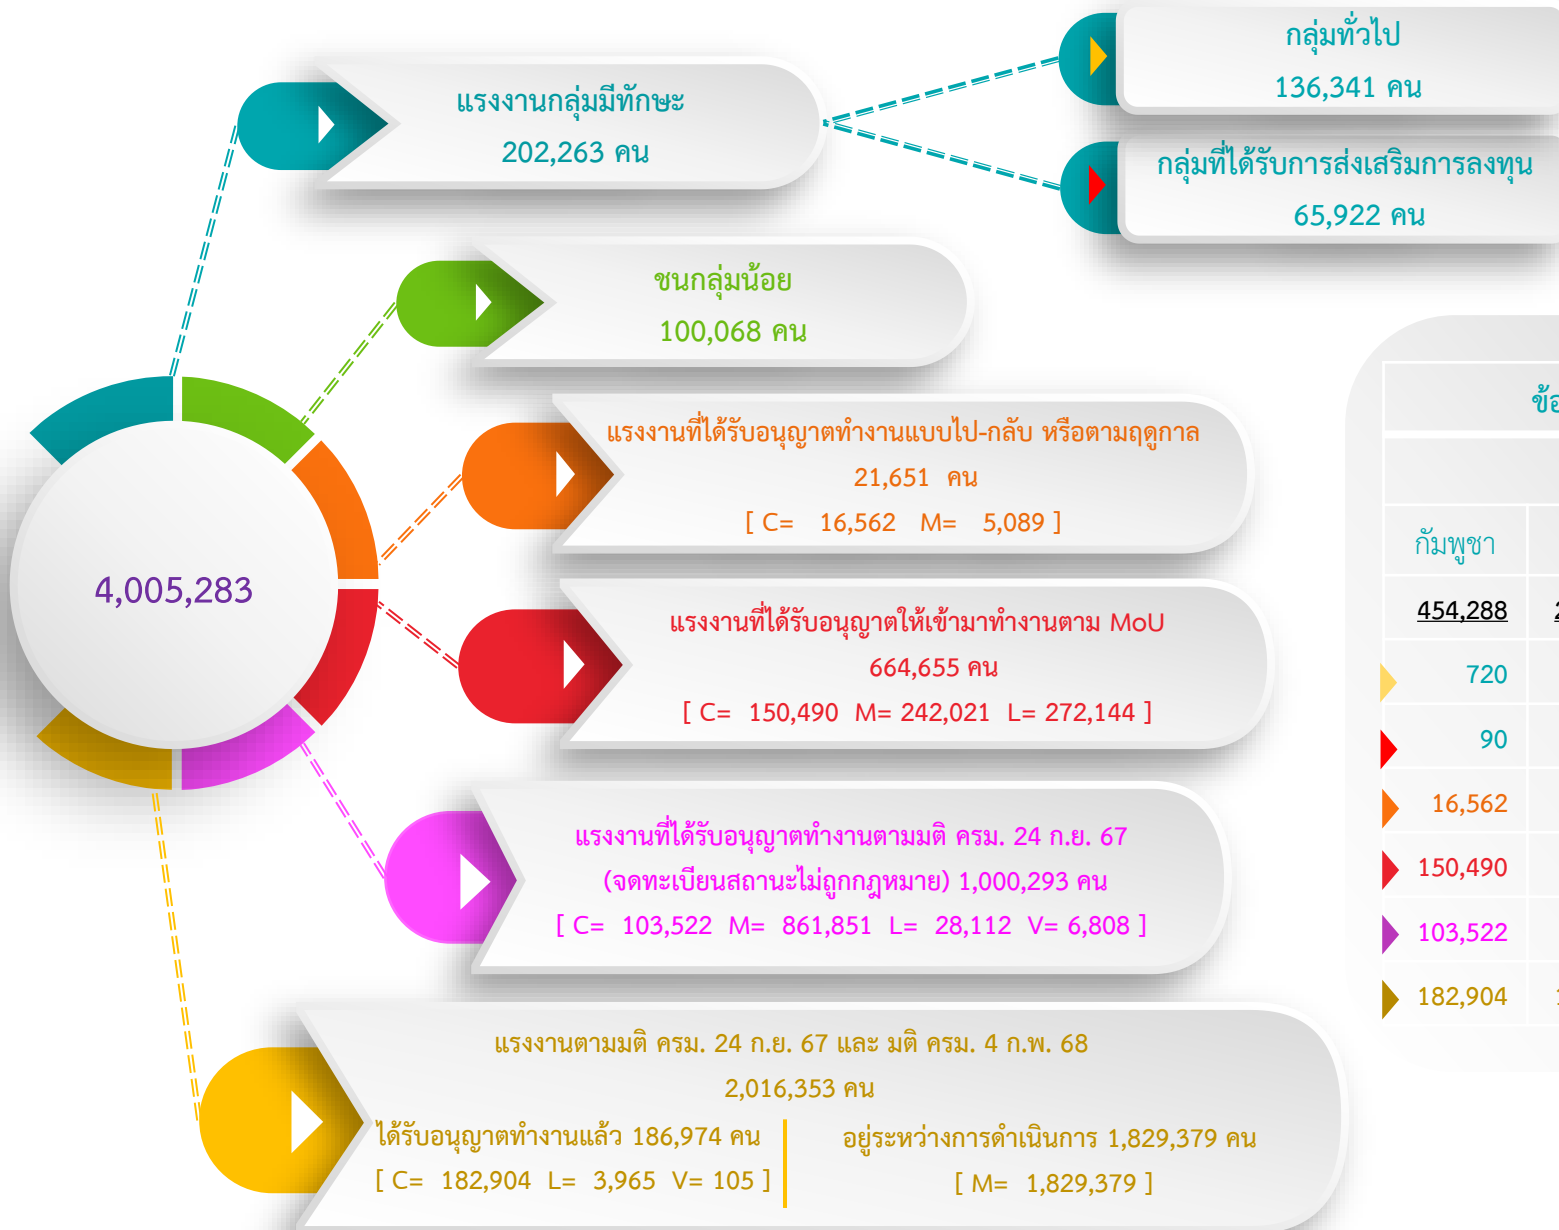 แรงงานกลุ่มมีทักษะ
202,263 คน
กลุ่มทั่วไป
136,341 คน
กลุ่มที่ได้รับการส่งเสริมการลงทุน
65,922 คน
ชนกลุ่มน้อย
100,068 คน
แรงงานที่ได้รับอนุญาตทำงานแบบไป-กลับ หรือตามฤดูกาล
21,651 คน
[ C= 16,562 M= 5,089 ]
4,005,283
แรงงานที่ได้รับอนุญาตให้เข้ามาทำงานตาม MoU
664,655 คน
[ C= 150,490 M= 242,021 L= 272,144 ]
แรงงานที่ได้รับอนุญาตทำงานตามมติ ครม. 24 ก.ย. 67
(จดทะเบียนสถานะไม่ถูกกฎหมาย) 1,000,293 คน
[ C= 103,522 M= 861,851 L= 28,112 V= 6,808 ]
แรงงานตามมติ ครม. 24 ก.ย. 67 และ มติ ครม. 4 ก.พ. 68
2,016,353 คน
ได้รับอนุญาตทำงานแล้ว 186,974 คน
[ C= 182,904 L= 3,965 V= 105 ]
อยู่ระหว่างการดำเนินการ 1,829,379 คน
[ M= 1,829,379 ]
กัมพูชา
454,288
720
90
16,562
150,490
103,522
182,904